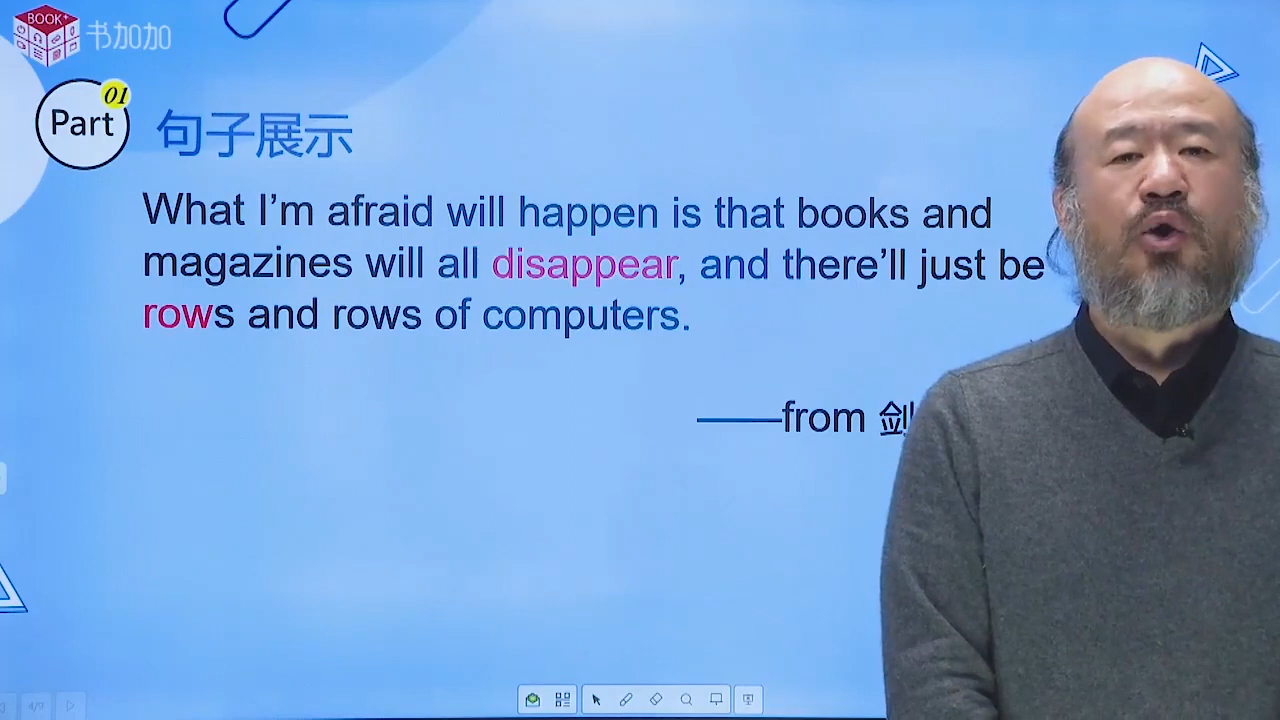 BOOK+
书加加
Part
01
句子展示
What I’m afraid will happen is that books and
magazines will all disappear, and there’ll just be
rows and rows of computers.
——from 剑